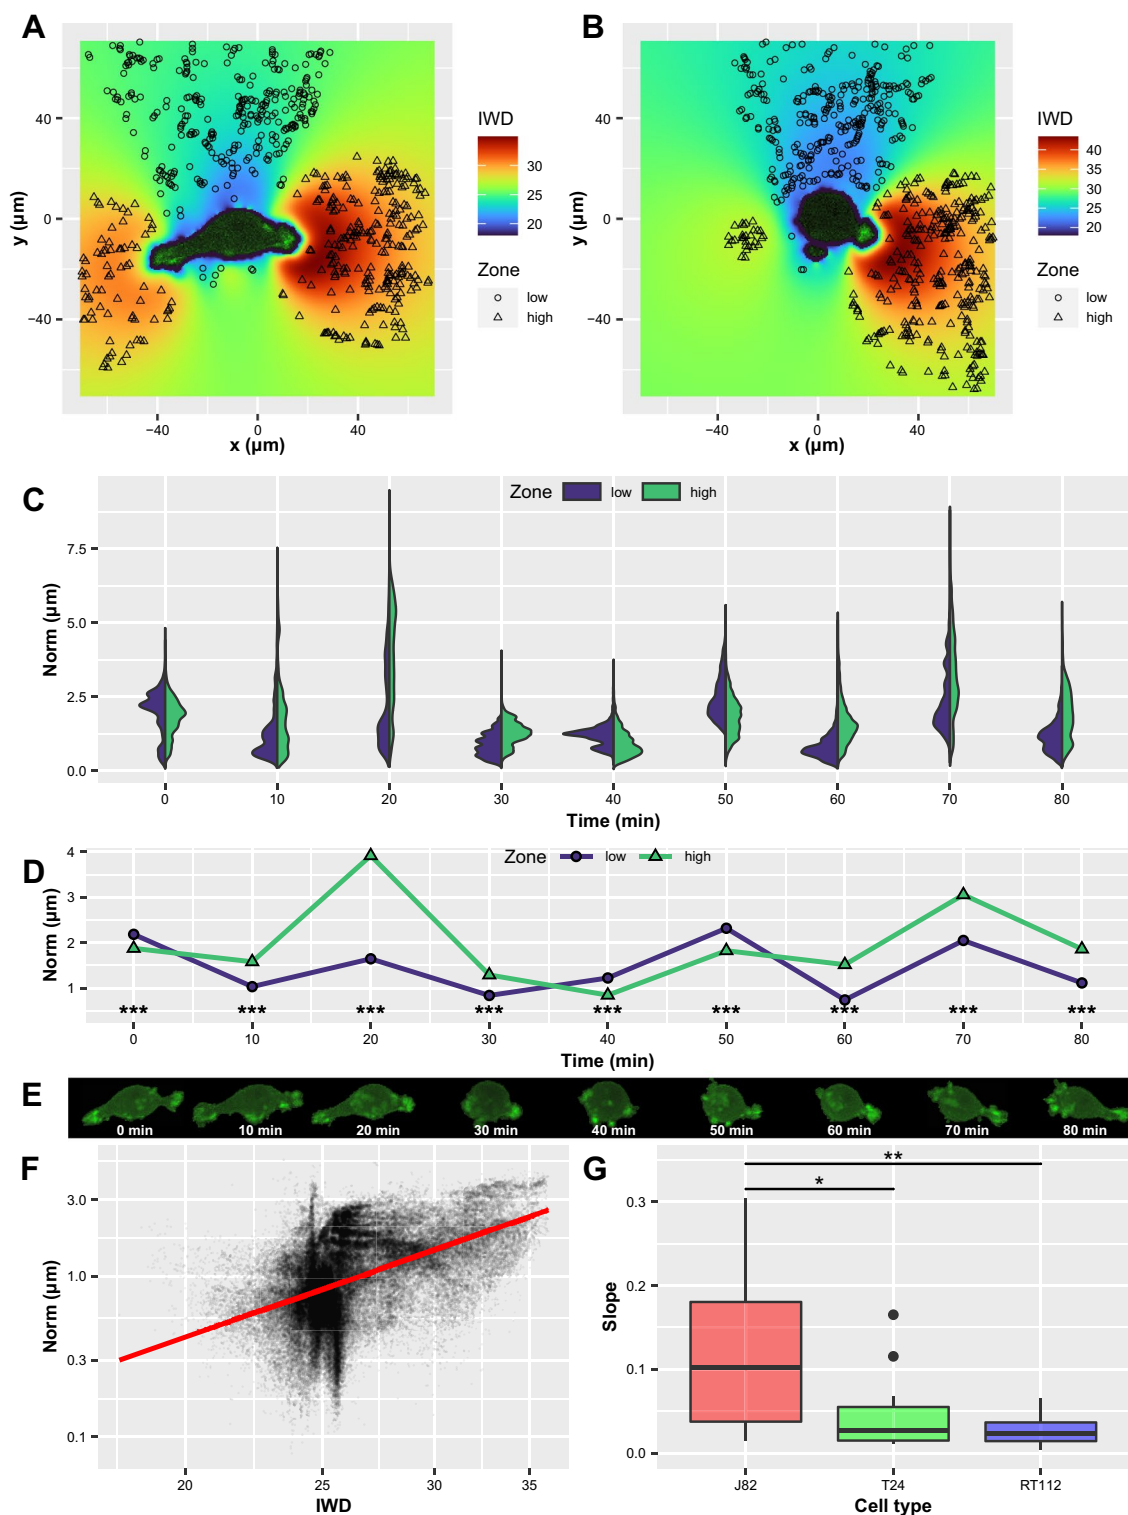 A
B
40
0
−40
y (µm)
−40
0
40
x (µm)
IWD
30
25
20
Zone
low
high
40
0
−40
y (µm)
−40
0
40
x (µm)
IWD
40
35
30
25
20
Zone
low
high
C
Zone low high
7.5
5.0
2.5
0.0
Norm (µm)
0 10 20 30 40 50 60 70 80
Time (min)
D
Zone low high
4
3
2
1
Norm (µm)
*** *** *** *** *** *** *** *** ***
0 10 20 30 40 50 60 70 80
Time (min)
E
0 min 10 min 20 min 30 min 40 min 50 min 60 min 70 min 80 min
F
3.0
1.0
0.3
0.1
Norm (µm)
20 25 30 35
IWD
G
**
*
0.3
0.2
0.1
0.0
Slope
J82 T24 RT112
Cell type